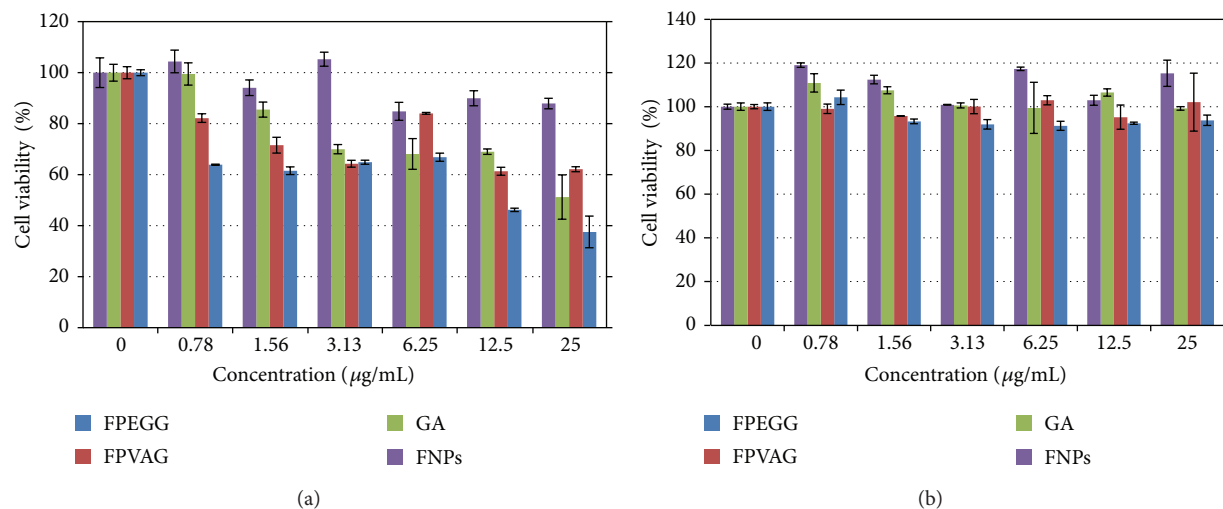 120
100
80
60
40
20
0
Cell viability (%)
0 0.78 1.56 3.13 6.25 12.5 25
Concentration (μg/mL)
FPEGG GA
FPVAG FNPs
(a)
140
120
100
80
60
40
20
0
Cell viability (%)
0 0.78 1.56 3.13 6.25 12.5 25
Concentration (μg/mL)
FPEGG GA
FPVAG FNPs
(b)